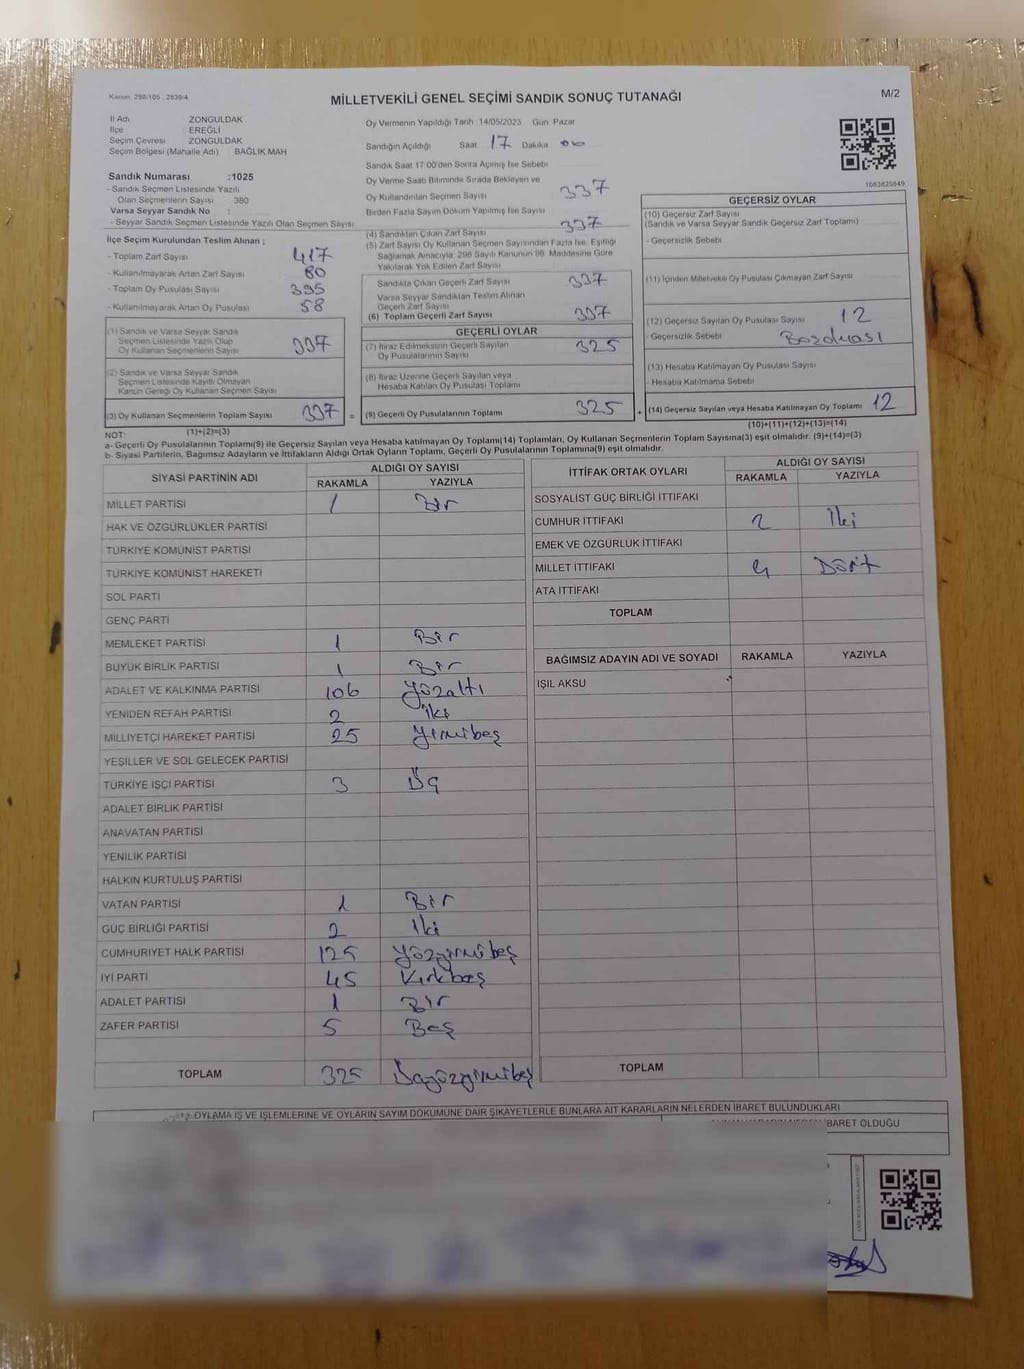 Kanun: 298/105 , 2839/4
MİLLETVEKİLİ GENEL SEÇİMİ SANDIK SONUÇ TUTANAĞI
M/2
İl Adı ZONGULDAK
İlçe EREĞLİ
Seçim Çevresi ZONGULDAK
Seçim Bölgesi (Mahalle Adı) BAĞLIK MAH
Sandık Numarası :1025
- Sandık Seçmen Listesinde Yazılı
Olan Seçmenlerin Sayısı 380
Varsa Seyyar Sandık No :
- Seyyar Sandık Seçmen Listesinde Yazılı Olan Seçmen Sayısı :
İlçe Seçim Kurulundan Teslim Alınan ;
- Toplam Zarf Sayısı 417
- Kullanılmayarak Artan Zarf Sayısı 80
- Toplam Oy Pusulası Sayısı 395
- Kullanılmayarak Artan Oy Pusulası 58
(1) Sandık ve Varsa Seyyar Sandık
Seçmen Listesinde Yazılı Olup
Oy Kullanan Seçmenlerin Sayısı 337
(2) Sandık ve Varsa Seyyar Sandık
Seçmen Listesinde Kayıtlı Olmayan
Kanun Gereği Oy Kullanan Seçmen Sayısı
(3) Oy Kullanan Seçmenlerin Toplam Sayısı 337
(1)+(2)=(3)
Oy Vermenin Yapıldığı Tarih :14/05/2023 Gün Pazar
Sandığın Açıldığı Saat 17 Dakika 00
Sandık Saat 17:00'den Sonra Açılmış İse Sebebi
Oy Verme Saati Bitiminde Sırada Bekleyen ve
Oy Kullandırılan Seçmen Sayısı 337
Birden Fazla Sayım Döküm Yapılmış İse Sayısı
(4) Sandıktan Çıkan Zarf Sayısı 337
(5) Zarf Sayısı Oy Kullanan Seçmen Sayısından Fazla İse, Eşitliği
Sağlamak Amacıyla; 298 Sayılı Kanunun 98. Maddesine Göre
Yakılarak Yok Edilen Zarf Sayısı
Sandıkta Çıkan Geçerli Zarf Sayısı 337
Varsa Seyyar Sandıktan Teslim Alınan
Geçerli Zarf Sayısı
(6) Toplam Geçerli Zarf Sayısı 337
GEÇERLİ OYLAR
(7) İtiraz Edilmeksizin Geçerli Sayılan
Oy Pusulalarının Sayısı 325
(8) İtiraz Üzerine Geçerli Sayılan veya
Hesaba Katılan Oy Pusulası Toplamı
= (9) Geçerli Oy Pusulalarının Toplamı 325
1083825849
GEÇERSİZ OYLAR
(10) Geçersiz Zarf Sayısı
(Sandık ve Varsa Seyyar Sandık Geçersiz Zarf Toplamı)
- Geçersizlik Sebebi
(11) İçinden Milletvekili Oy Pusulası Çıkmayan Zarf Sayısı
(12) Geçersiz Sayılan Oy Pusulası Sayısı 12
- Geçersizlik Sebebi
(13) Hesaba Katılmayan Oy Pusulası Sayısı
- Hesaba Katılmama Sebebi
+ (14) Geçersiz Sayılan veya Hesaba Katılmayan Oy Toplamı 12
(10)+(11)+(12)+(13)=(14)
NOT:
a- Geçerli Oy Pusulalarının Toplamı(9) ile Geçersiz Sayılan veya Hesaba katılmayan Oy Toplamı(14) Toplamları, Oy Kullanan Seçmenlerin Toplam Sayısına(3) eşit olmalıdır. (9)+(14)=(3)
b- Siyasi Partilerin, Bağımsız Adayların ve İttifakların Aldığı Ortak Oyların Toplamı, Geçerli Oy Pusulalarının Toplamına(9) eşit olmalıdır.
SİYASİ PARTİNİN ADI ALDIĞI OY SAYISI
RAKAMLA YAZIYLA
MİLLET PARTİSİ 1 Bir
HAK VE ÖZGÜRLÜKLER PARTİSİ
TÜRKİYE KOMÜNİST PARTİSİ
TÜRKİYE KOMÜNİST HAREKETİ
SOL PARTİ
GENÇ PARTİ
MEMLEKET PARTİSİ 1 Bir
BÜYÜK BİRLİK PARTİSİ 1 Bir
ADALET VE KALKINMA PARTİSİ 106 Yüzaltı
YENİDEN REFAH PARTİSİ 2 İki
MİLLİYETÇİ HAREKET PARTİSİ 25 Yirmibeş
YEŞİLLER VE SOL GELECEK PARTİSİ
TÜRKİYE İŞÇİ PARTİSİ 3 Üç
ADALET BİRLİK PARTİSİ
ANAVATAN PARTİSİ
YENİLİK PARTİSİ
HALKIN KURTULUŞ PARTİSİ
VATAN PARTİSİ 1 Bir
GÜÇ BİRLİĞİ PARTİSİ 2 İki
CUMHURİYET HALK PARTİSİ 125 Yüzyirmibeş
İYİ PARTİ 45 Kırkbeş
ADALET PARTİSİ 1 Bir
ZAFER PARTİSİ 5 Beş
TOPLAM 325 Üçyüzyirmibeş
İTTİFAK ORTAK OYLARI ALDIĞI OY SAYISI
RAKAMLA YAZIYLA
SOSYALİST GÜÇ BİRLİĞİ İTTİFAKI
CUMHUR İTTİFAKI 2 İki
EMEK VE ÖZGÜRLÜK İTTİFAKI
MİLLET İTTİFAKI 4 Dört
ATA İTTİFAKI
TOPLAM
BAĞIMSIZ ADAYIN ADI VE SOYADI RAKAMLA YAZIYLA
IŞIL AKSU
TOPLAM
OYLAMA İŞ VE İŞLEMLERİNE VE OYLARIN SAYIM DÖKÜMÜNE DAİR ŞİKAYETLERLE BUNLARA AİT KARARLARIN NELERDEN İBARET BULUNDUKLARI
İBARET OLDUĞU